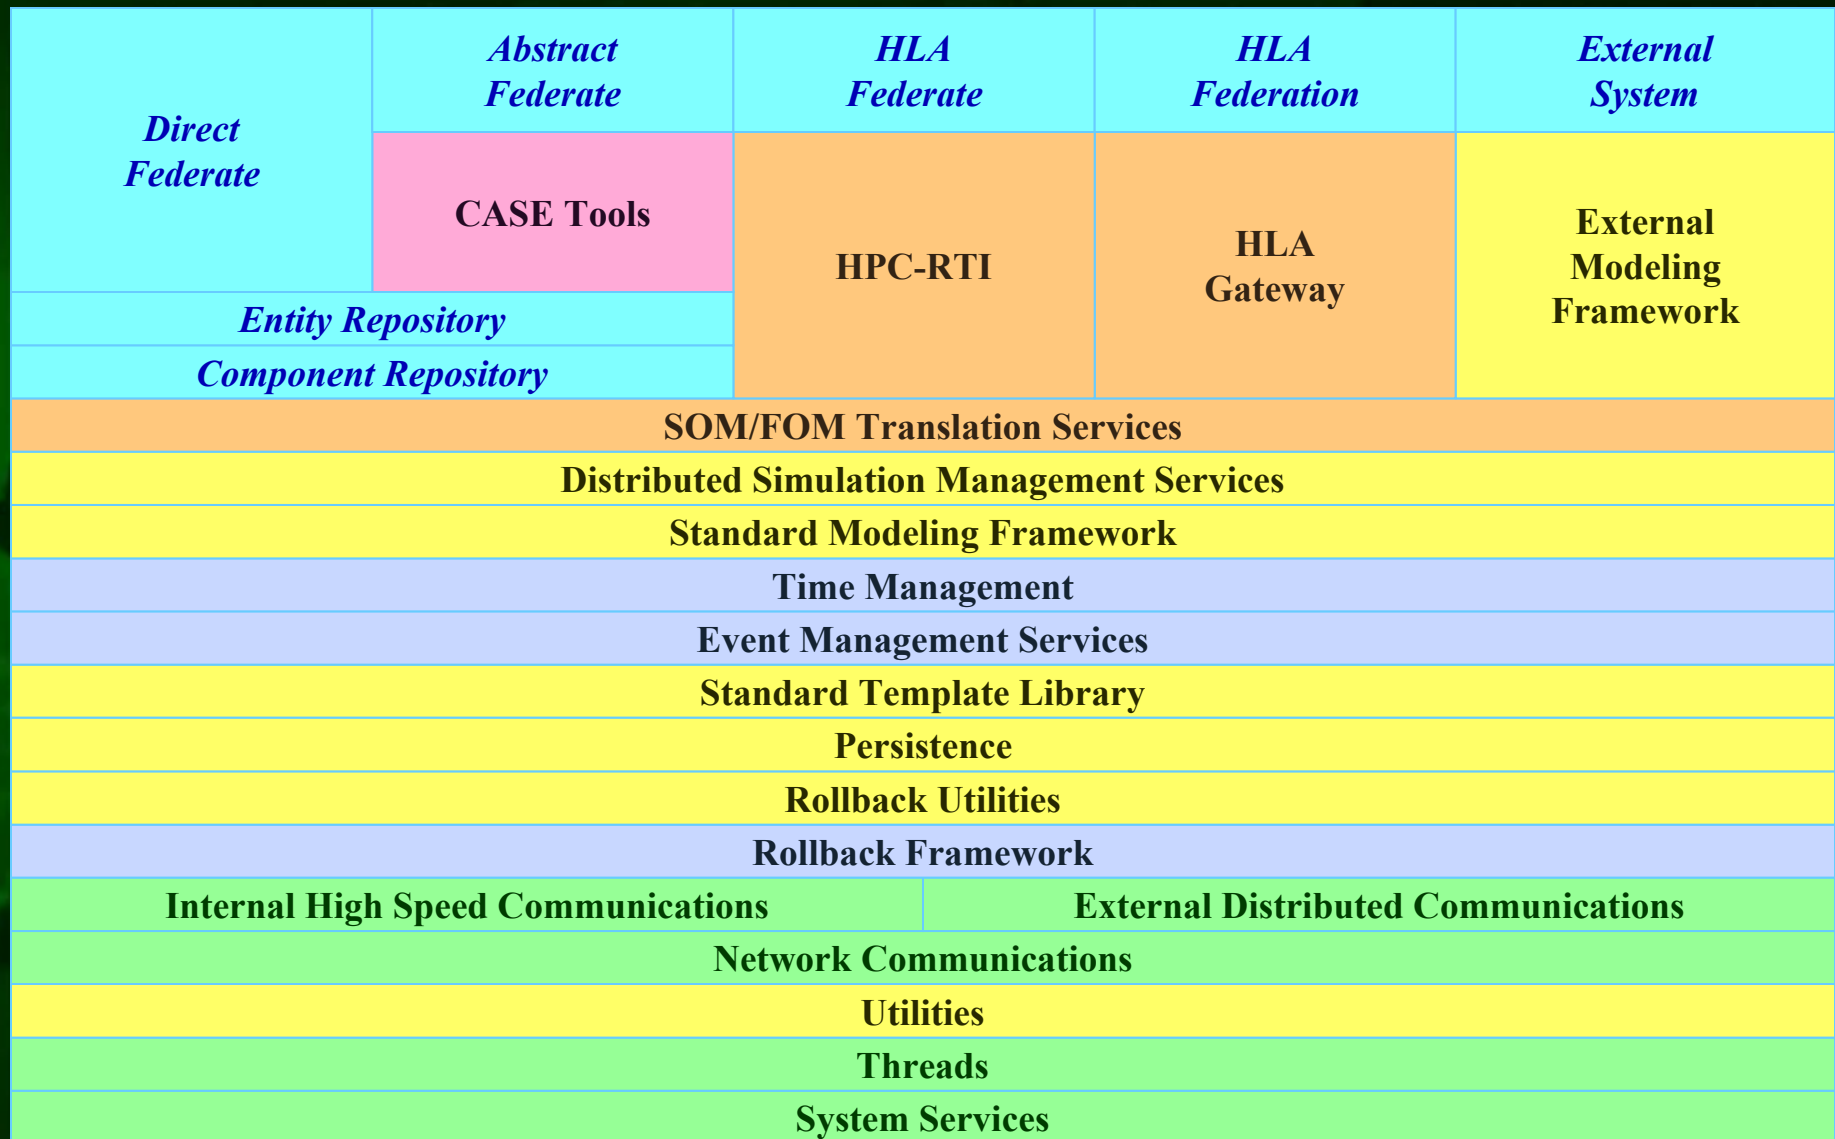 Direct
Federate
Abstract
Federate
HLA
Federate
HLA
Federation
External
System
CASE Tools
HPC-RTI
HLA
Gateway
External
Modeling
Framework
Entity Repository
Component Repository
SOM/FOM Translation Services
Distributed Simulation Management Services
Standard Modeling Framework
Time Management
Event Management Services
Standard Template Library
Persistence
Rollback Utilities
Rollback Framework
Internal High Speed Communications
External Distributed Communications
Network Communications
Utilities
Threads
System Services